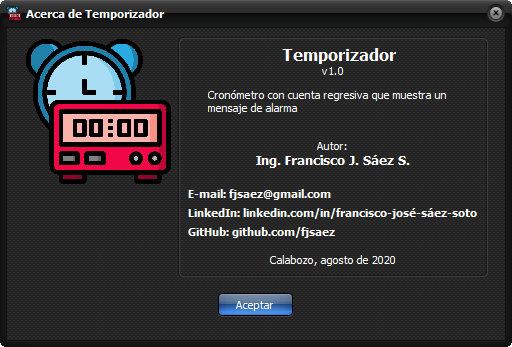 Acerca de Temporizador
Temporizador
v1.0
Cronómetro con cuenta regresiva que muestra un
mensaje de alarma
00:00
Autor:
Ing. Francisco J. Sáez S.
E-mail: fjsaez@gmail.com
LinkedIn: linkedin.com/in/francisco-josé-sáez-soto
GitHub: github.com/fjsaez
Calabozo, agosto de 2020
Aceptar